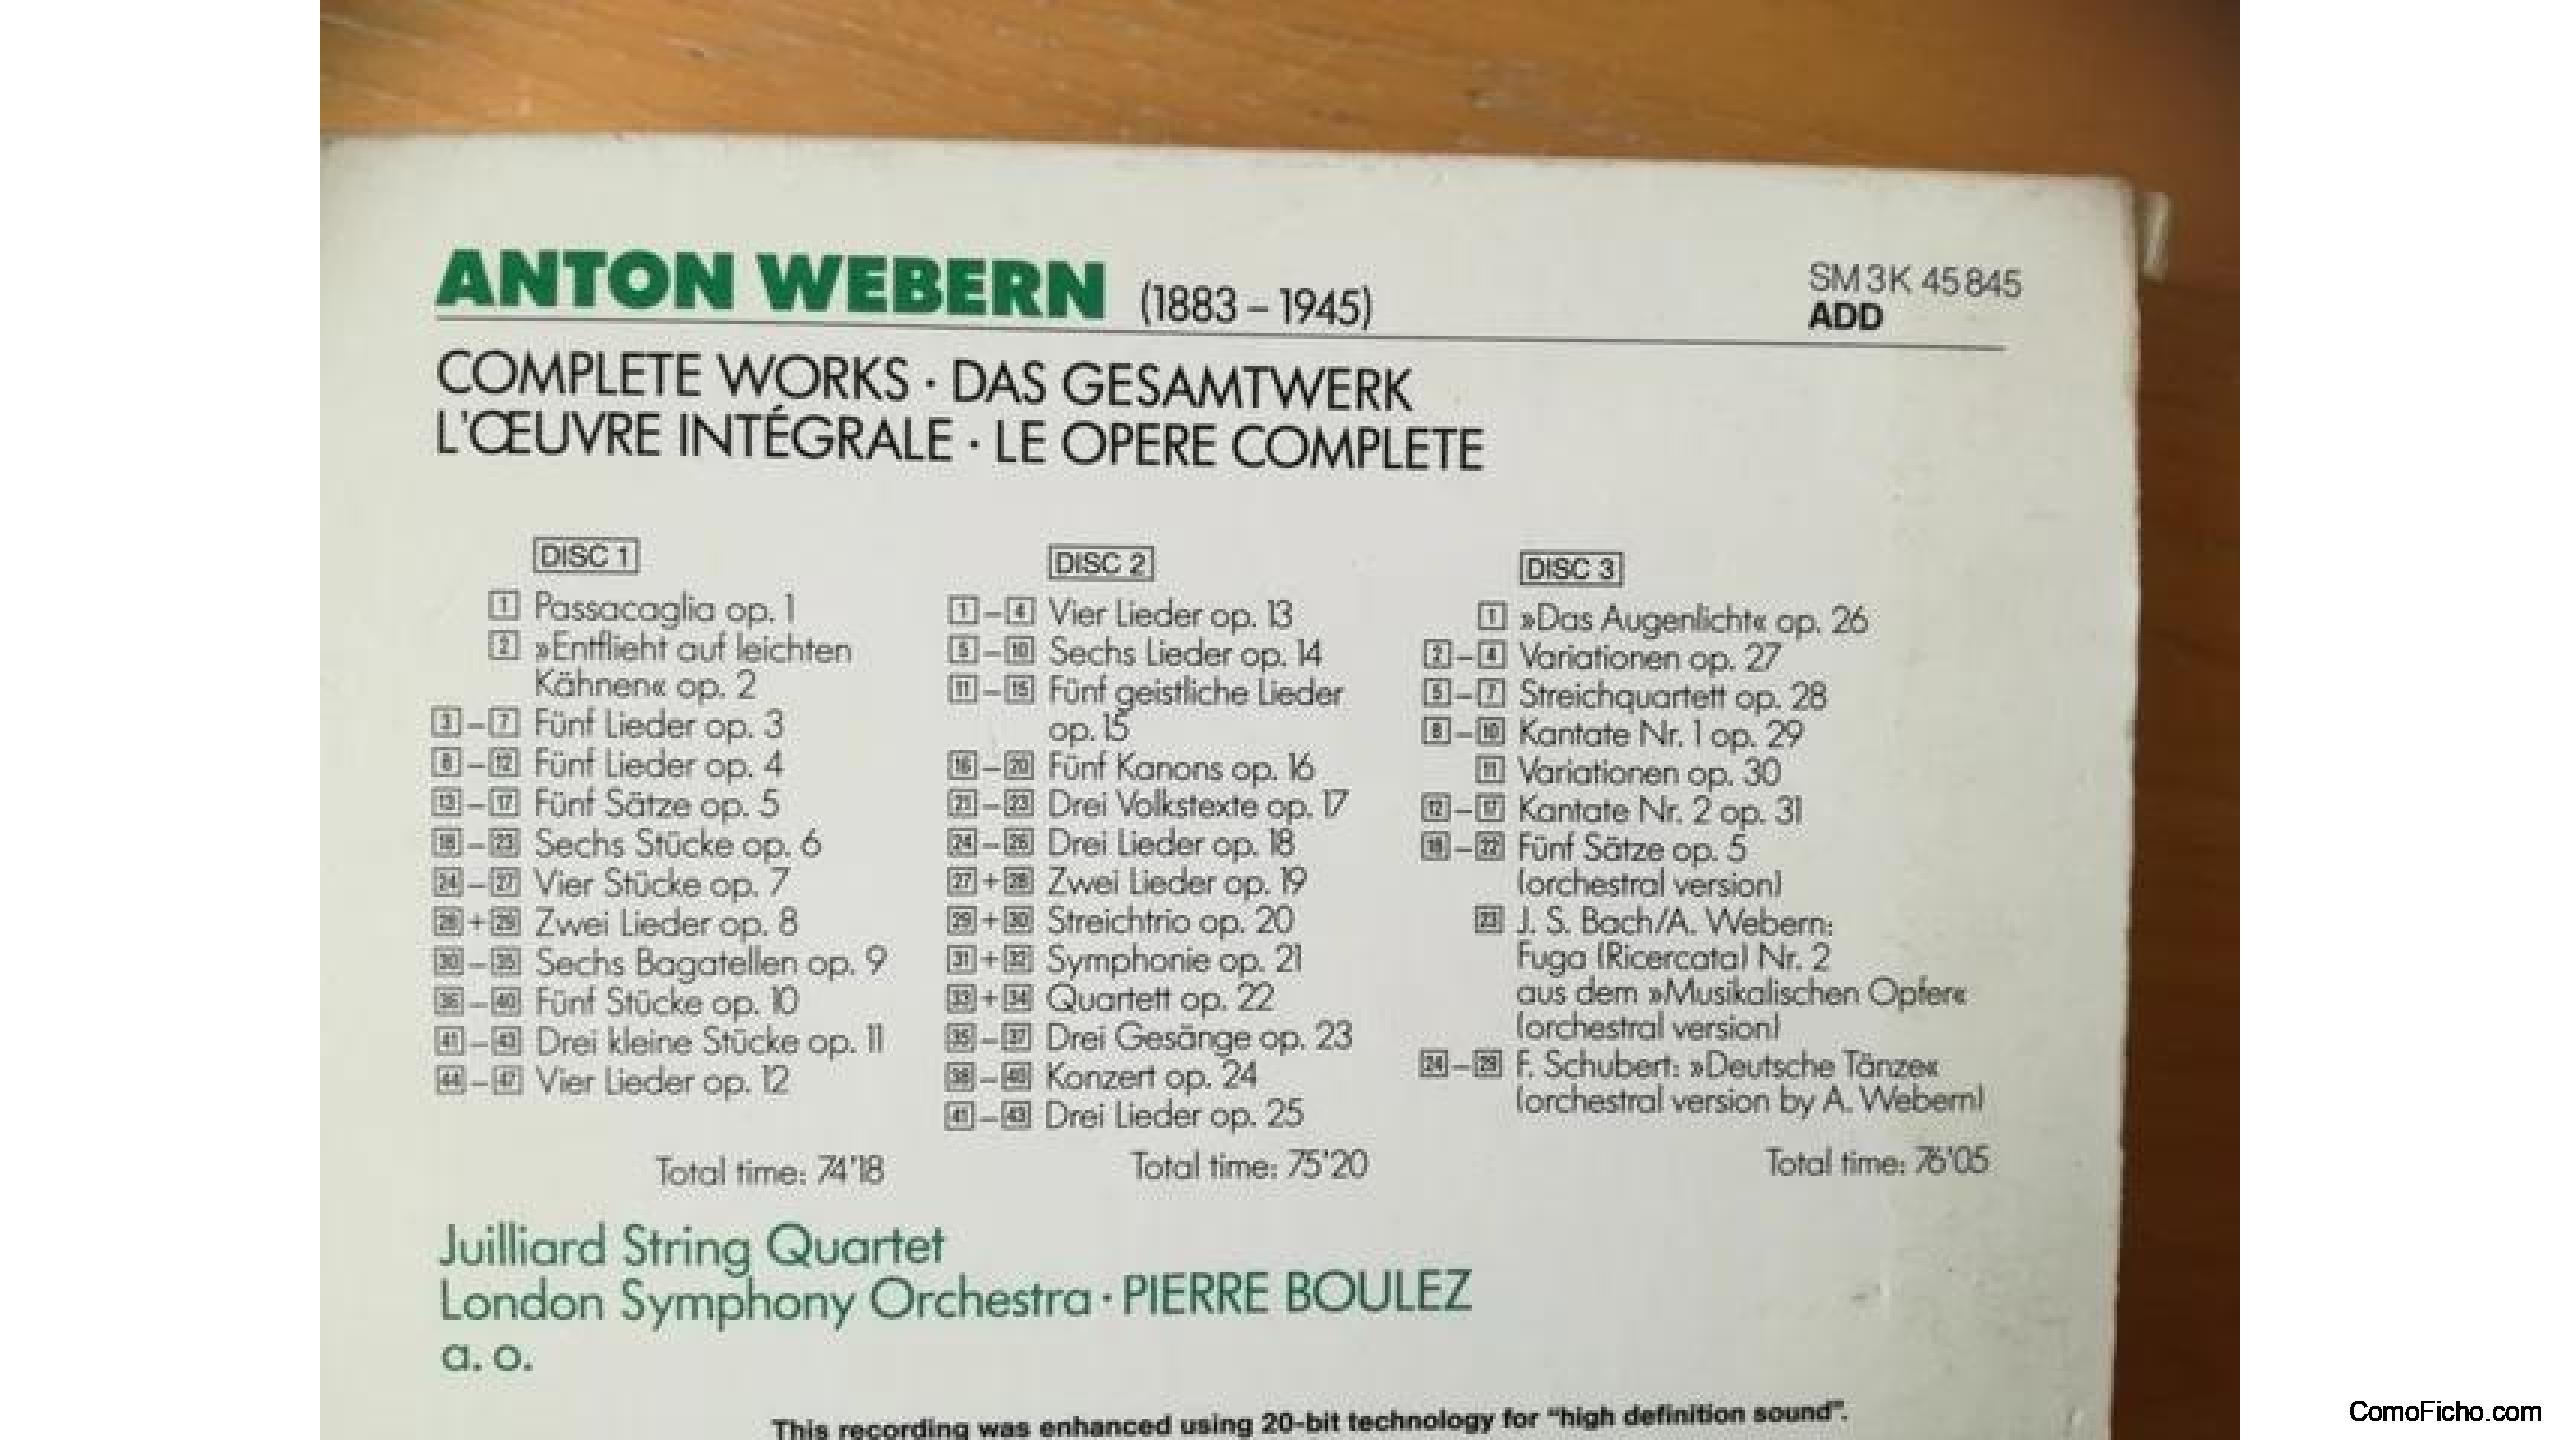 ANTON WEBERN (1883 – 1945)
SM3K 45845
ADD
COMPLETE WORKS · DAS GESAMTWERK
L'ŒUVRE INTÉGRALE · LE OPERE COMPLETE
DISC 1
1 Passacaglia op. 1
2 »Entflieht auf leichten
Kähnen« op. 2
3–7 Fünf Lieder op. 3
8–12 Fünf Lieder op. 4
13–17 Fünf Sätze op. 5
18–23 Sechs Stücke op. 6
24–27 Vier Stücke op. 7
28+29 Zwei Lieder op. 8
30–35 Sechs Bagatellen op. 9
36–40 Fünf Stücke op. 10
41–43 Drei kleine Stücke op. 11
44–47 Vier Lieder op. 12
Total time: 74'18
DISC 2
1–4 Vier Lieder op. 13
5–10 Sechs Lieder op. 14
11–15 Fünf geistliche Lieder
op. 15
16–20 Fünf Kanons op. 16
21–23 Drei Volkstexte op. 17
24–26 Drei Lieder op. 18
27+28 Zwei Lieder op. 19
29+30 Streichtrio op. 20
31+32 Symphonie op. 21
33+34 Quartett op. 22
35–37 Drei Gesänge op. 23
38–40 Konzert op. 24
41–43 Drei Lieder op. 25
Total time: 75'20
DISC 3
1 »Das Augenlicht« op. 26
2–4 Variationen op. 27
5–7 Streichquartett op. 28
8–10 Kantate Nr. 1 op. 29
11 Variationen op. 30
12–17 Kantate Nr. 2 op. 31
18–22 Fünf Sätze op. 5
(orchestral version)
23 J. S. Bach/A. Webern:
Fuga (Ricercata) Nr. 2
aus dem »Musikalischen Opfer«
(orchestral version)
24–29 F. Schubert: »Deutsche Tänze«
(orchestral version by A. Webern)
Total time: 76'05
Juilliard String Quartet
London Symphony Orchestra · PIERRE BOULEZ
a. o.
This recording was enhanced using 20-bit technology for "high definition sound".
ComoFicho.com